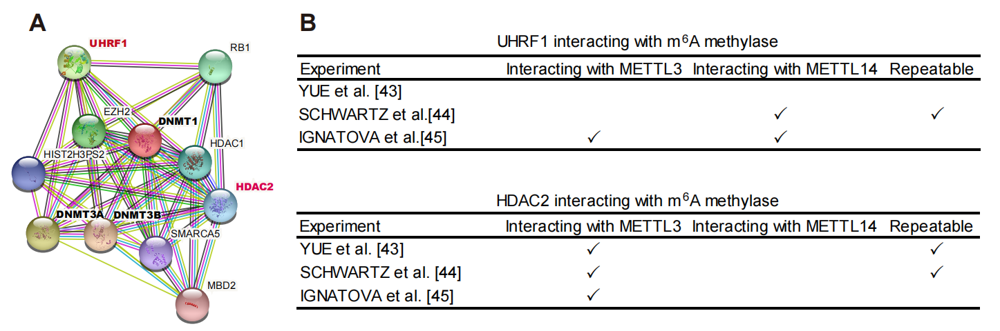 A
UHRF1
RB1
EZH2
DNMT1
HDAC1
HIST2H3PS2
HDAC2
DNMT3A DNMT3B
SMARCA5
MBD2
B
UHRF1 interacting with m⁶A methylase
Experiment Interacting with METTL3 Interacting with METTL14 Repeatable
YUE et al. [43]
SCHWARTZ et al.[44] ✓ ✓
IGNATOVA et al.[45] ✓ ✓
HDAC2 interacting with m⁶A methylase
Experiment Interacting with METTL3 Interacting with METTL14 Repeatable
YUE et al. [43] ✓ ✓
SCHWARTZ et al. [44] ✓ ✓
IGNATOVA et al. [45] ✓